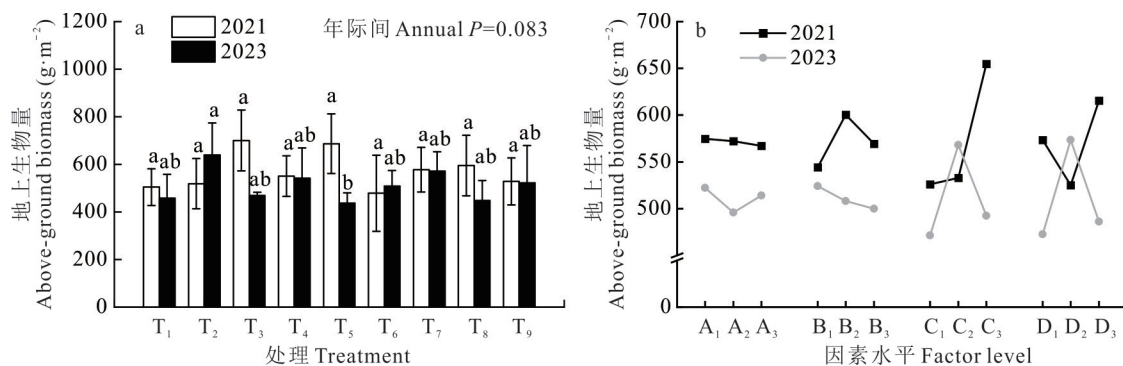 a
2021
2023
年际间 Annual P=0.083
1200
1000
800
600
400
200
0
地上生物量
Above-ground biomass (g·m⁻²)
a ab
a a
a ab
a ab
a b
a a
a ab
a ab
a ab
T₁ T₂ T₃ T₄ T₅ T₆ T₇ T₈ T₉
处理 Treatment
b
2021
2023
700
650
600
550
500
0
地上生物量
Above-ground biomass (g·m⁻²)
A₁ A₂ A₃ B₁ B₂ B₃ C₁ C₂ C₃ D₁ D₂ D₃
因素水平 Factor level